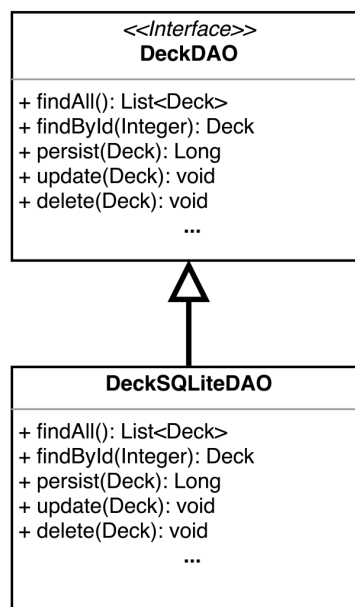 <<Interface>>
DeckDAO
+ findAll(): List<Deck>
+ findById(Integer): Deck
+ persist(Deck): Long
+ update(Deck): void
+ delete(Deck): void
...
DeckSQLiteDAO
+ findAll(): List<Deck>
+ findById(Integer): Deck
+ persist(Deck): Long
+ update(Deck): void
+ delete(Deck): void
...